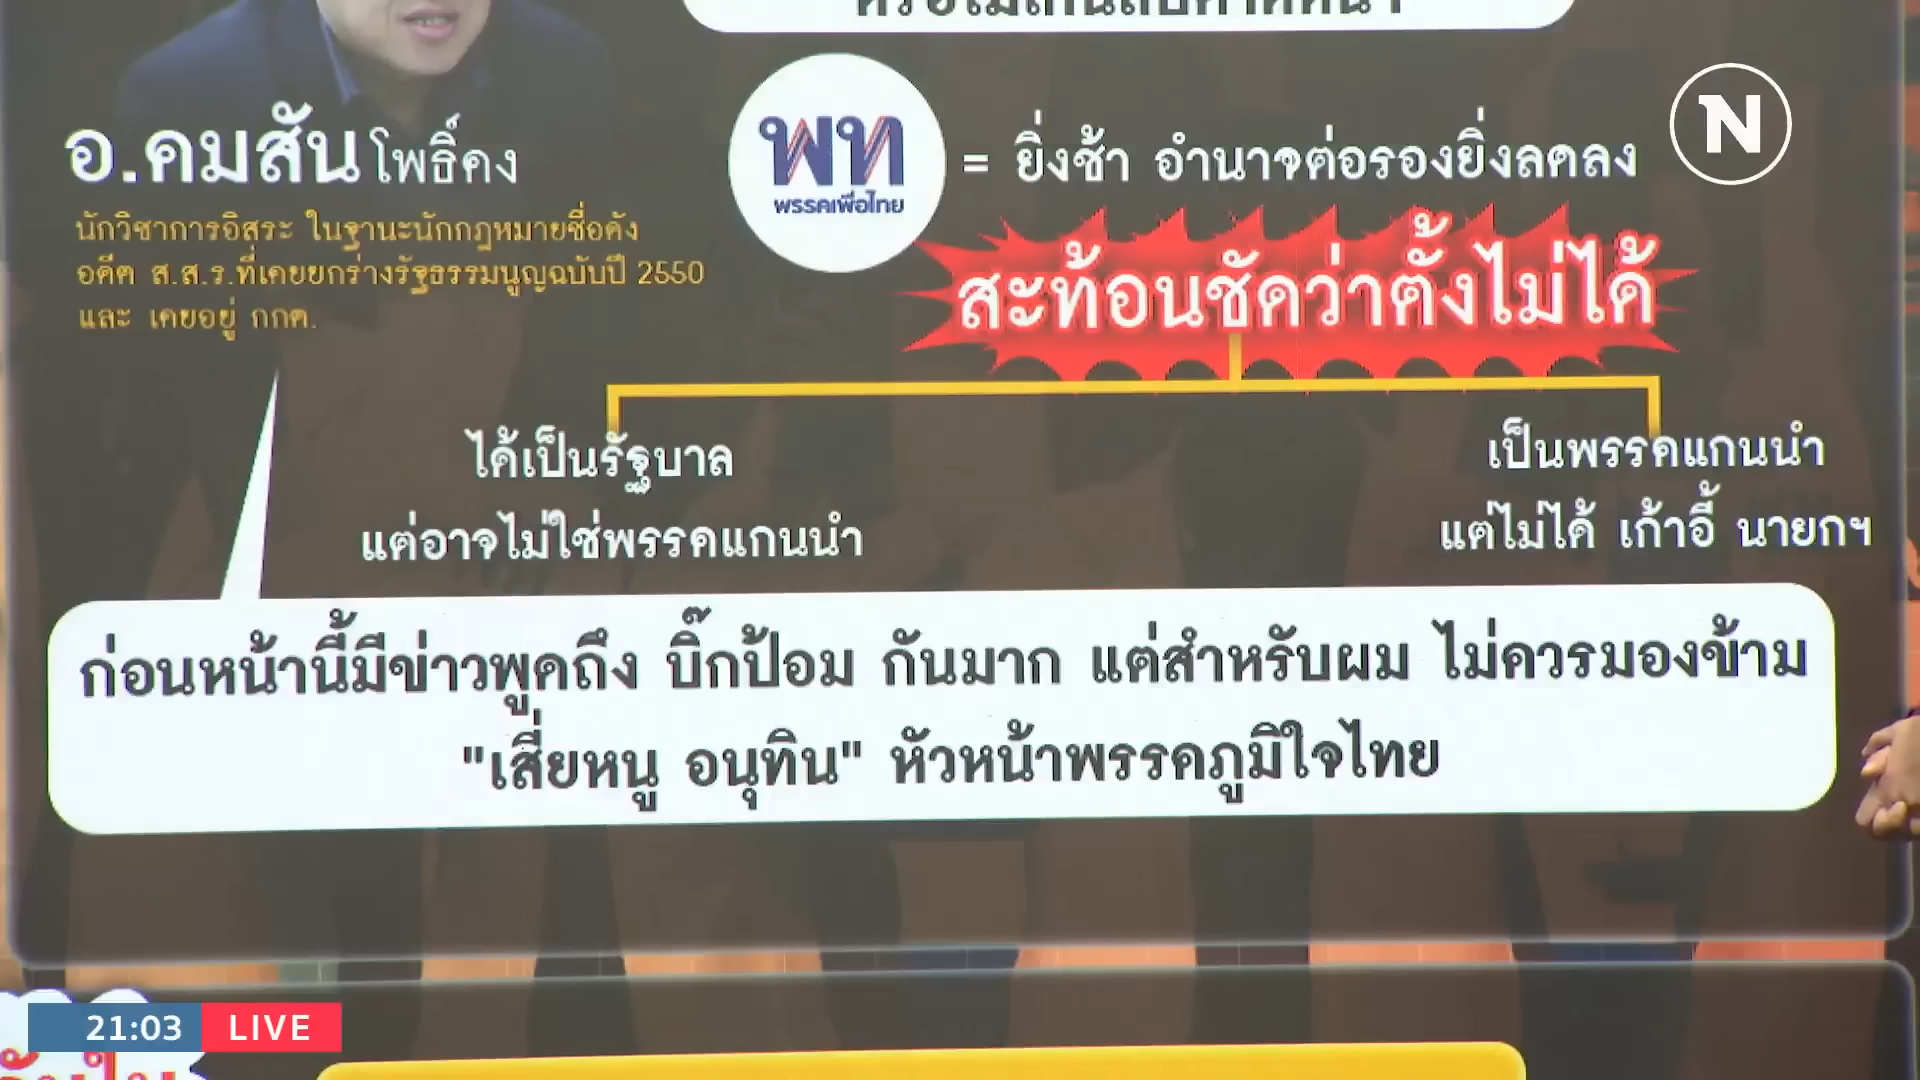 N
อ.คมสัน โพธิ์คง
นักวิชาการอิสระ ในฐานะนักกฎหมายชื่อดัง
อดีต ส.ส.ร.ที่เคยยกร่างรัฐธรรมนูญฉบับปี 2550
และ เคยอยู่ กกต.
พท
พรรคเพื่อไทย
= ยิ่งช้า อำนาจต่อรองยิ่งลดลง
สะท้อนชัดว่าตั้งไม่ได้
ได้เป็นรัฐบาล
แต่อาจไม่ใช่พรรคแกนนำ
เป็นพรรคแกนนำ
แต่ไม่ได้ เก้าอี้ นายกฯ
ก่อนหน้านี้มีข่าวพูดถึง บิ๊กป้อม กันมาก แต่สำหรับผม ไม่ควรมองข้าม
"เสี่ยหนู อนุทิน" หัวหน้าพรรคภูมิใจไทย
21:03 LIVE